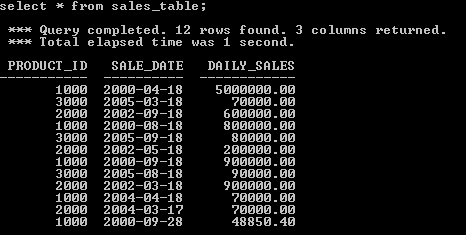 select * from sales_table;
*** Query completed. 12 rows found. 3 columns returned.
*** Total elapsed time was 1 second.
PRODUCT_ID SALE_DATE DAILY_SALES
----------- ---------- -----------
1000 2000-04-18 5000000.00
3000 2005-03-18 70000.00
2000 2002-09-18 600000.00
1000 2000-08-18 800000.00
3000 2005-09-18 80000.00
2000 2002-05-18 200000.00
1000 2000-09-18 900000.00
3000 2005-08-18 90000.00
2000 2002-03-18 900000.00
1000 2004-04-18 70000.00
2000 2004-03-17 70000.00
1000 2000-09-28 48850.40